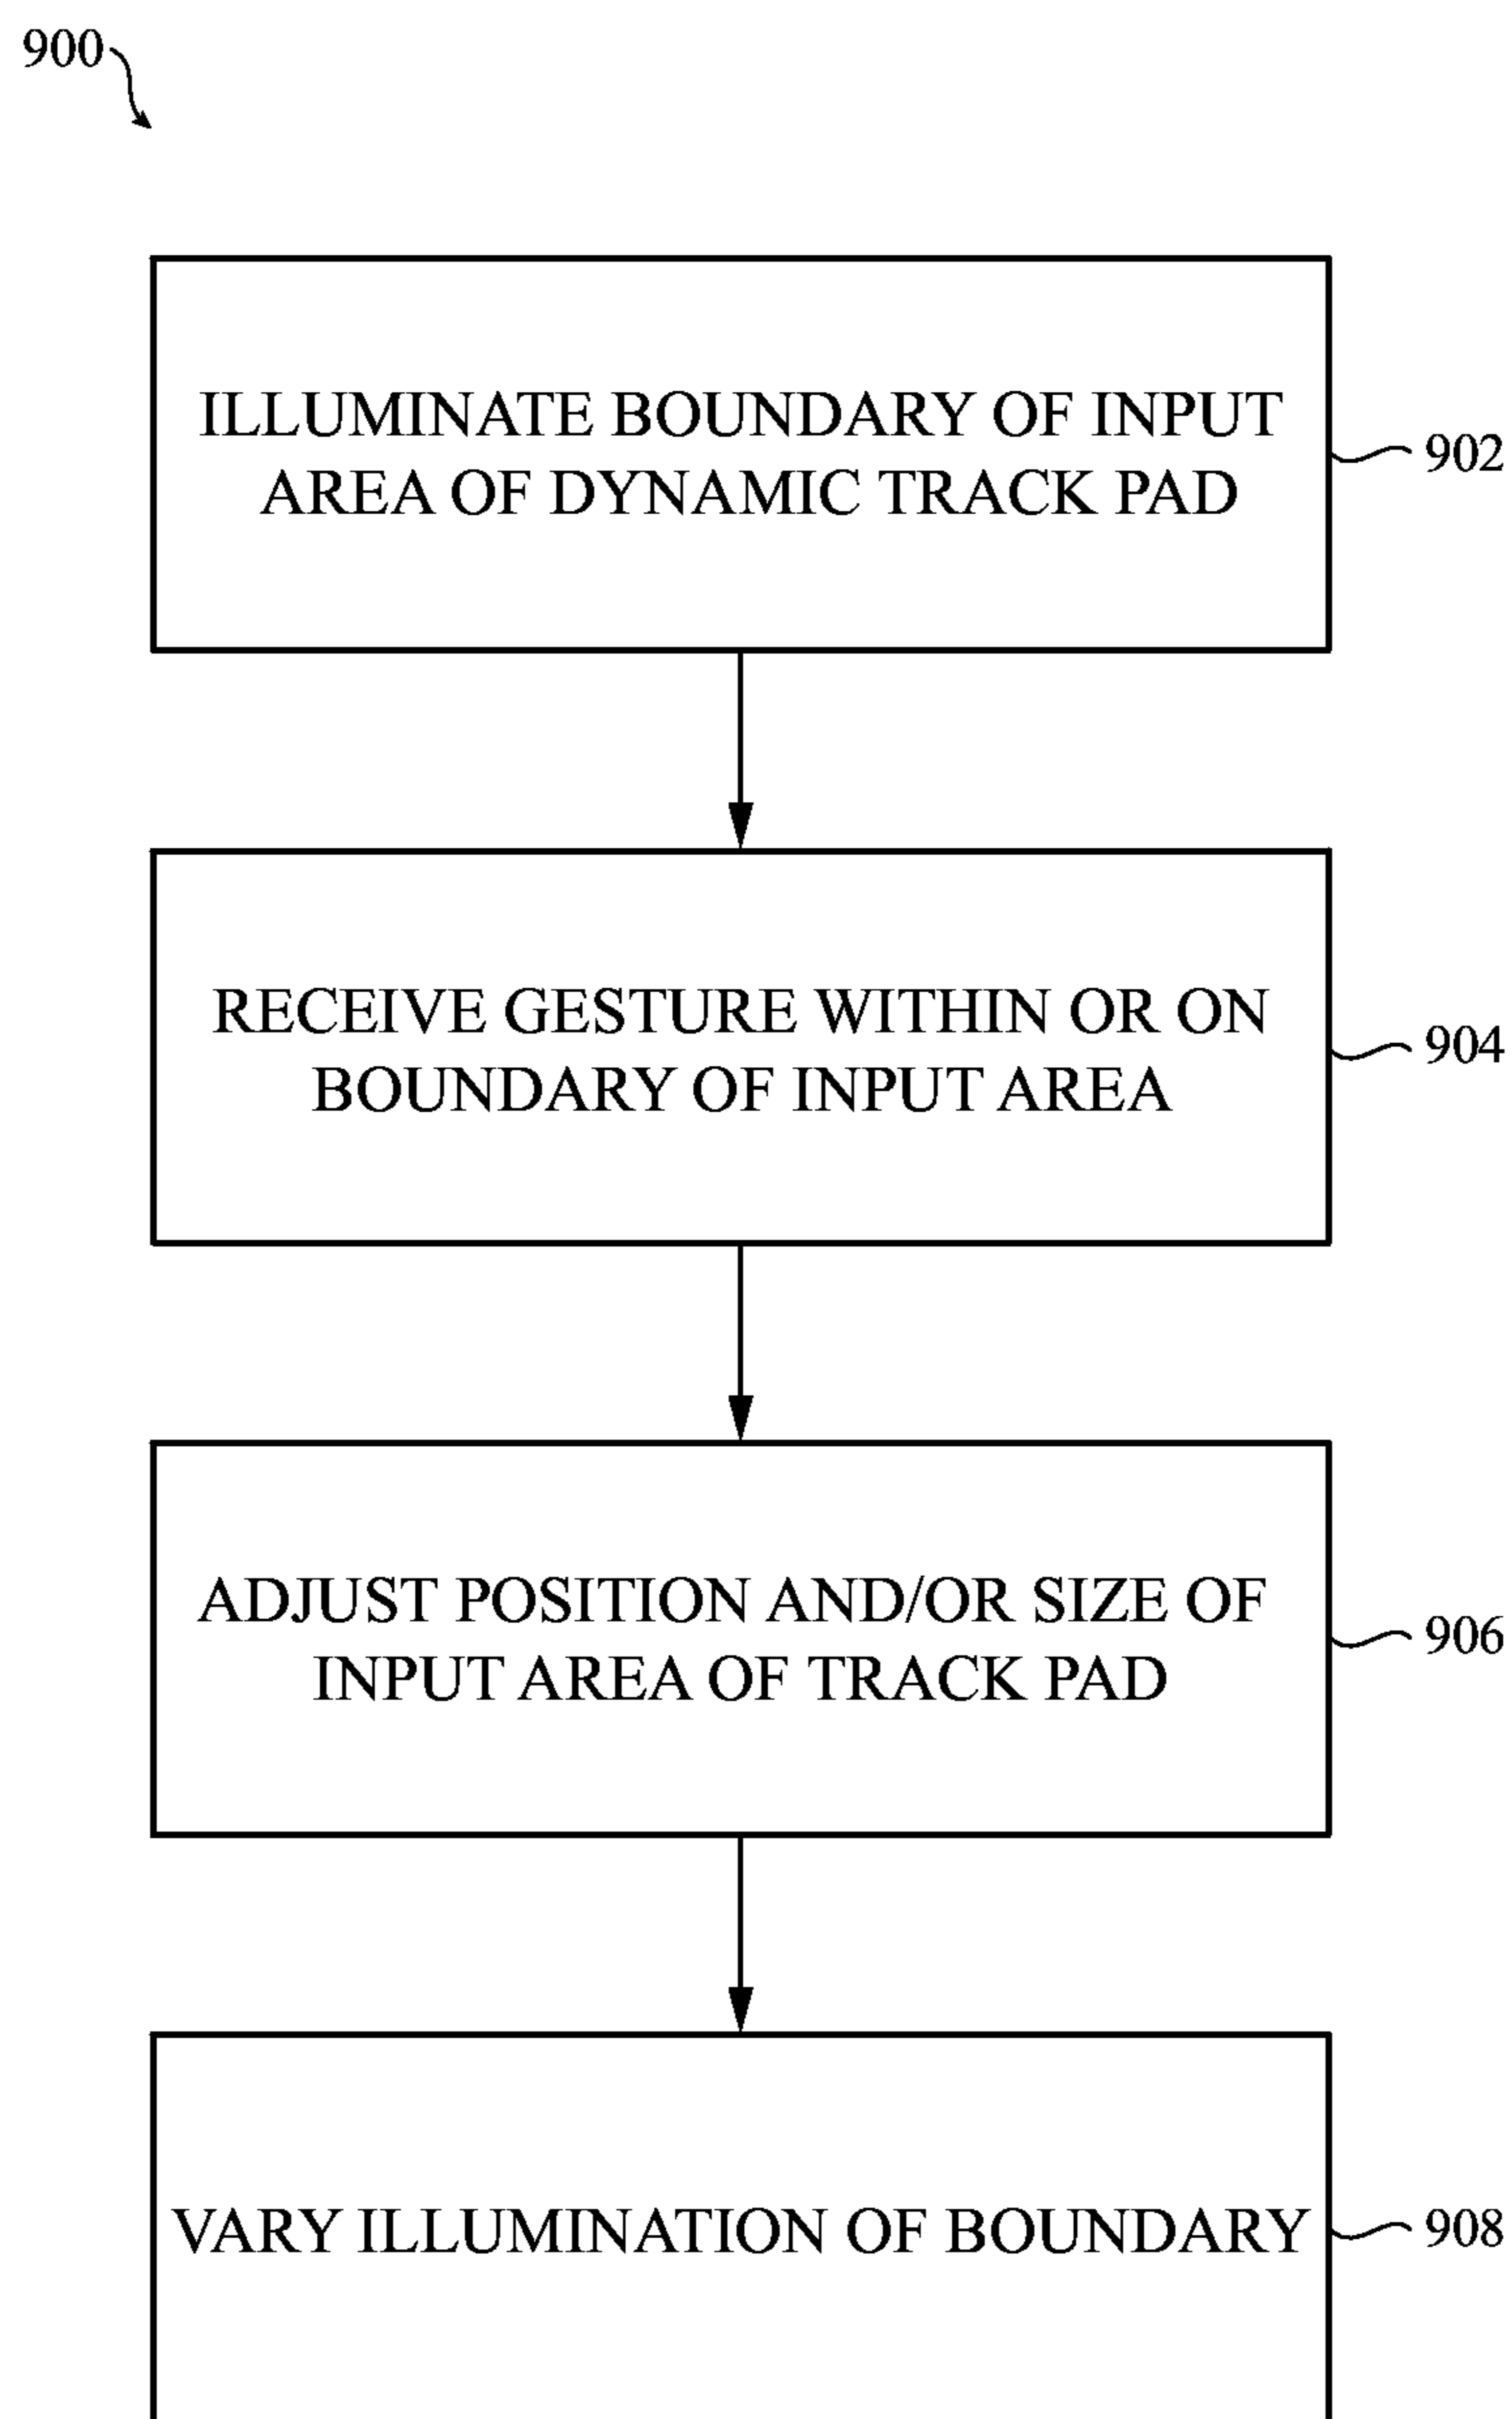 900
ILLUMINATE BOUNDARY OF INPUT
AREA OF DYNAMIC TRACK PAD
902
RECEIVE GESTURE WITHIN OR ON
BOUNDARY OF INPUT AREA
904
ADJUST POSITION AND/OR SIZE OF
INPUT AREA OF TRACK PAD
906
VARY ILLUMINATION OF BOUNDARY
908